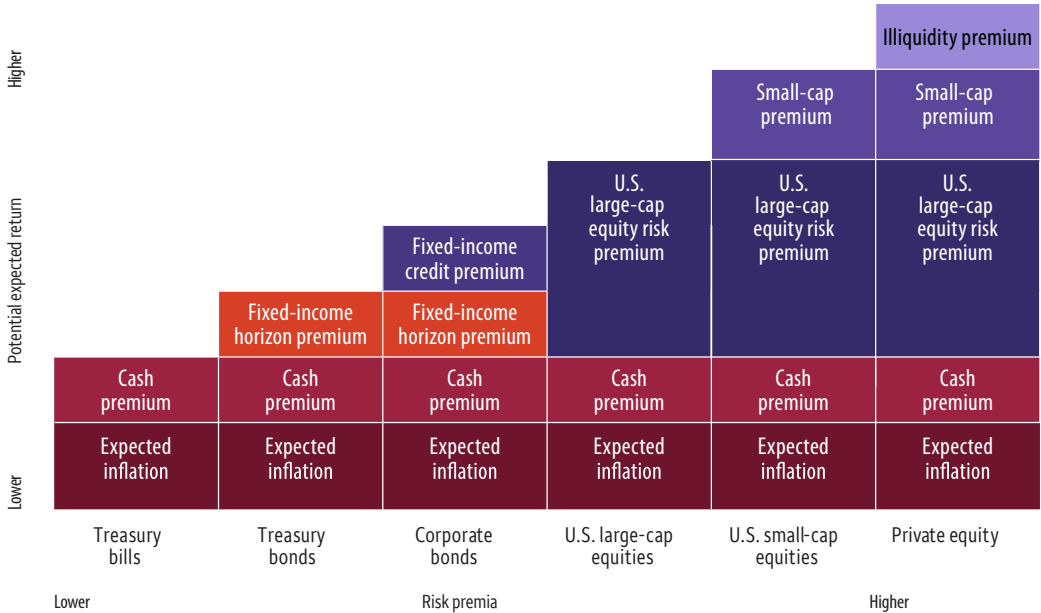 Higher
Potential expected return
Lower
Illiquidity premium
Small-cap
premium
Small-cap
premium
U.S.
large-cap
equity risk
premium
U.S.
large-cap
equity risk
premium
U.S.
large-cap
equity risk
premium
Fixed-income
credit premium
Fixed-income
horizon premium
Fixed-income
horizon premium
Cash
premium
Cash
premium
Cash
premium
Cash
premium
Cash
premium
Cash
premium
Expected
inflation
Expected
inflation
Expected
inflation
Expected
inflation
Expected
inflation
Expected
inflation
Treasury
bills
Treasury
bonds
Corporate
bonds
U.S. large-cap
equities
U.S. small-cap
equities
Private equity
Lower
Risk premia
Higher